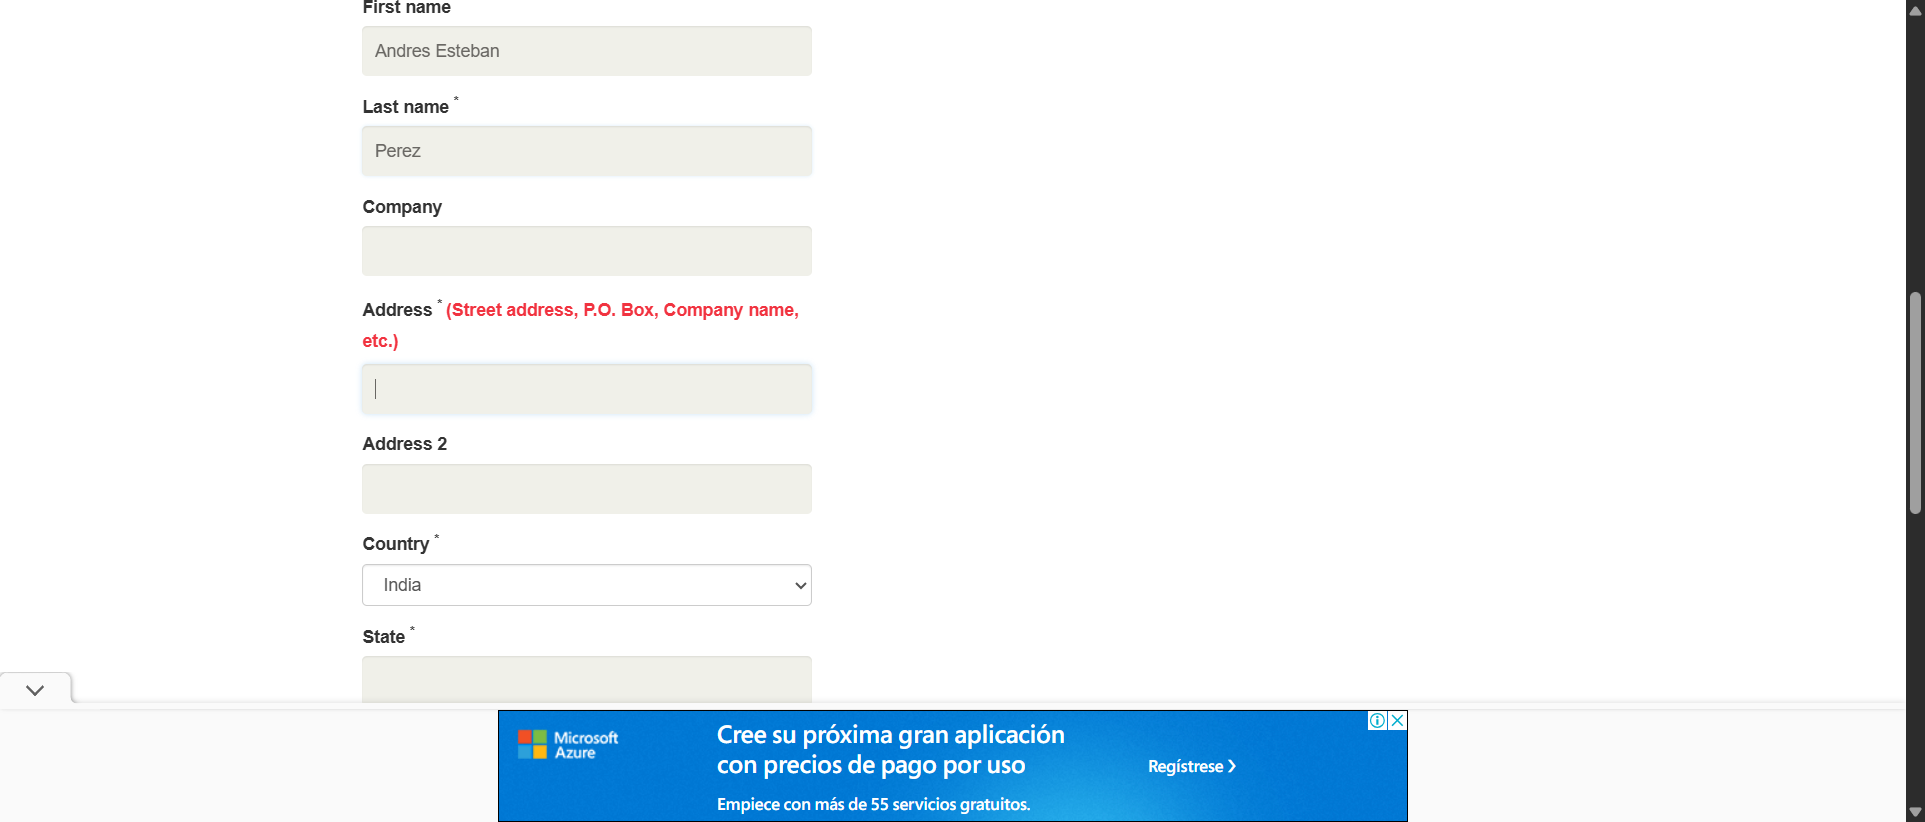 First name
Andres Esteban
Last name *
Perez
Company
Address * (Street address, P.O. Box, Company name,
etc.)
Address 2
Country *
India
State *
Microsoft
Azure
Cree su próxima gran aplicación
con precios de pago por uso
Empiece con más de 55 servicios gratuitos.
Regístrese